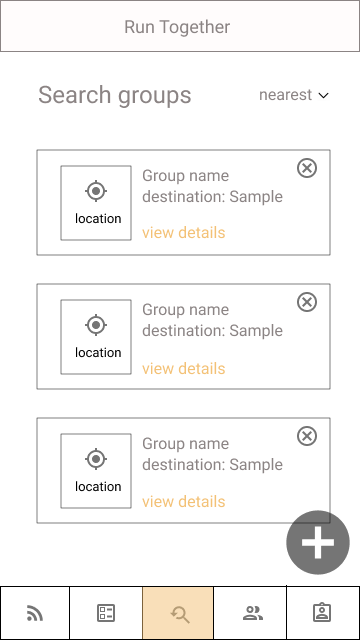 Run Together
Search groups
nearest
Group name
destination: Sample
location
view details
Group name
destination: Sample
location
view details
Group name
destination: Sample
location
view details